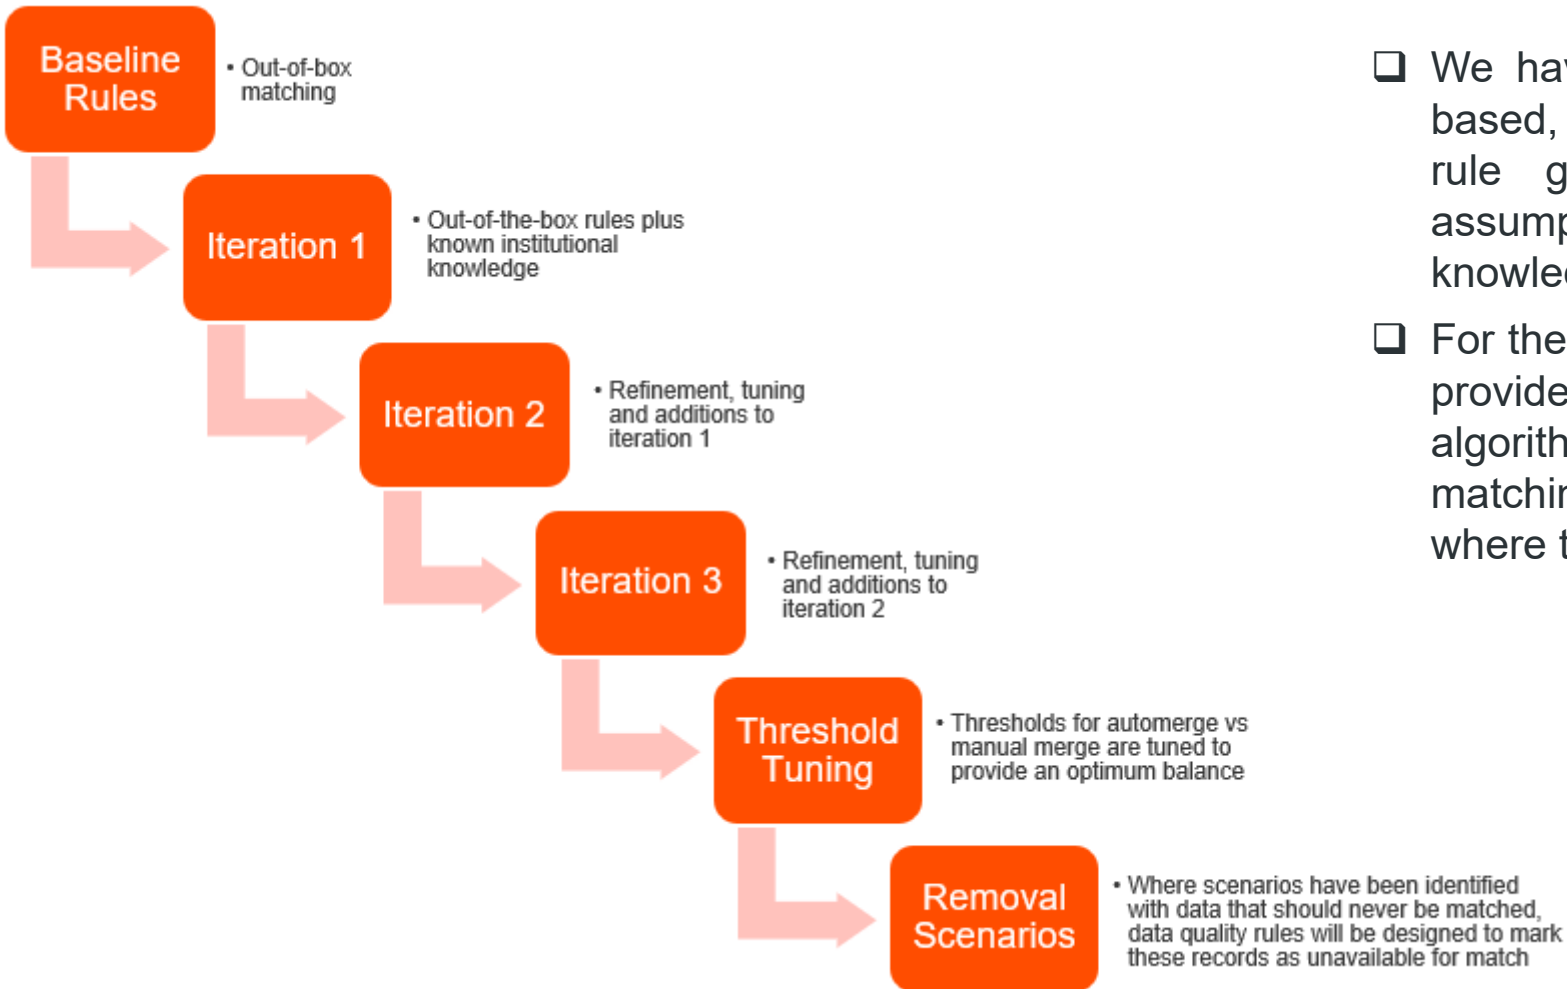 Baseline
Rules
• Out-of-box
matching
Iteration 1
• Out-of-the-box rules plus
known institutional
knowledge
Iteration 2
• Refinement, tuning
and additions to
iteration 1
Iteration 3
• Refinement, tuning
and additions to
iteration 2
Threshold
Tuning
• Thresholds for automerge vs
manual merge are tuned to
provide an optimum balance
Removal
Scenarios
• Where scenarios have been identified
with data that should never be matched,
data quality rules will be designed to mark
these records as unavailable for match
❑ We
based,
rule
❑ For the
provide
where